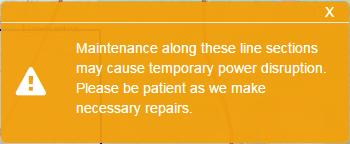 X
Maintenance along these line sections
may cause temporary power disruption.
Please be patient as we make
necessary repairs.